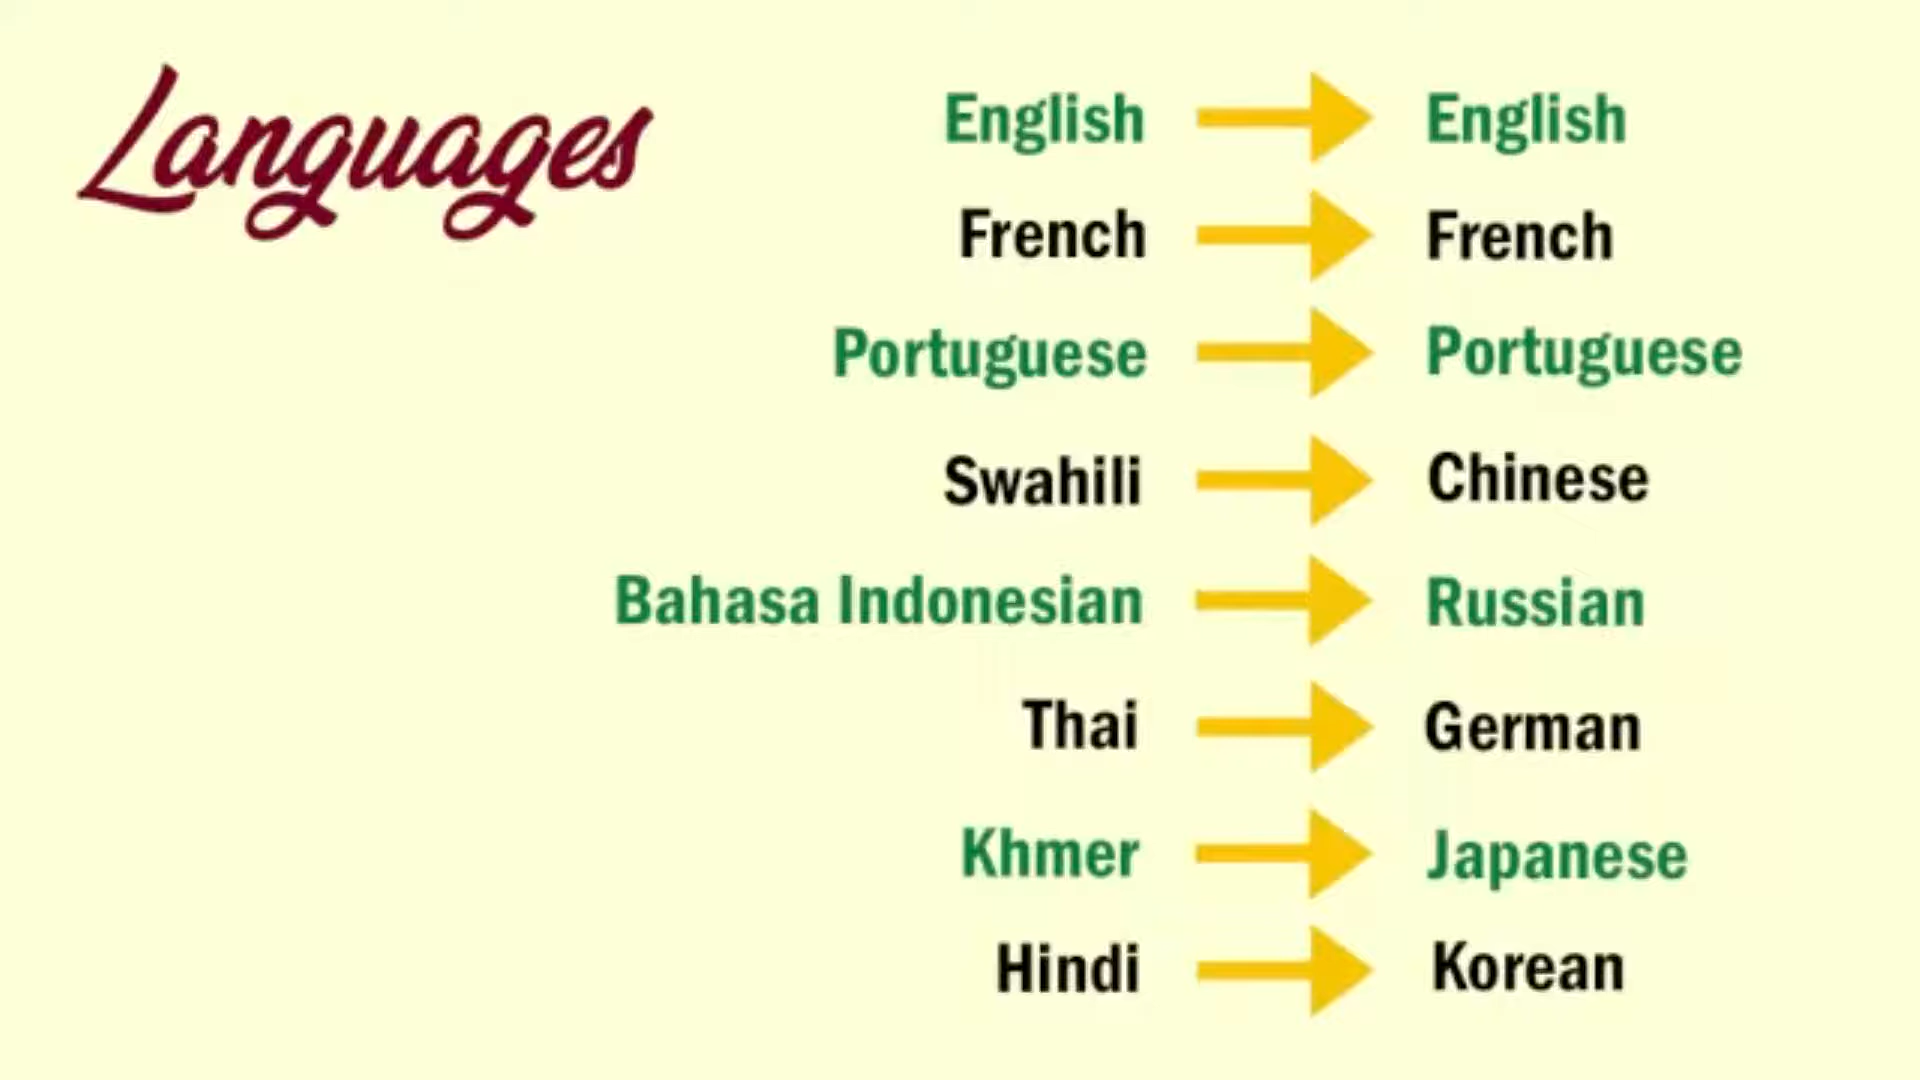 Languages
English English
French French
Portuguese Portuguese
Swahili Chinese
Bahasa Indonesian Russian
Thai German
Khmer Japanese
Hindi Korean